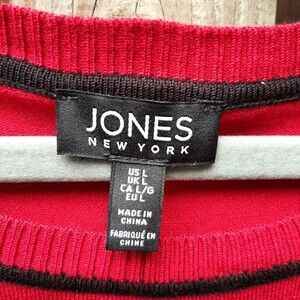 JONES
NEW YORK
US L
UK L
CA L/G
EU L
MADE IN
CHINA
FABRIQUÉ EN
CHINE